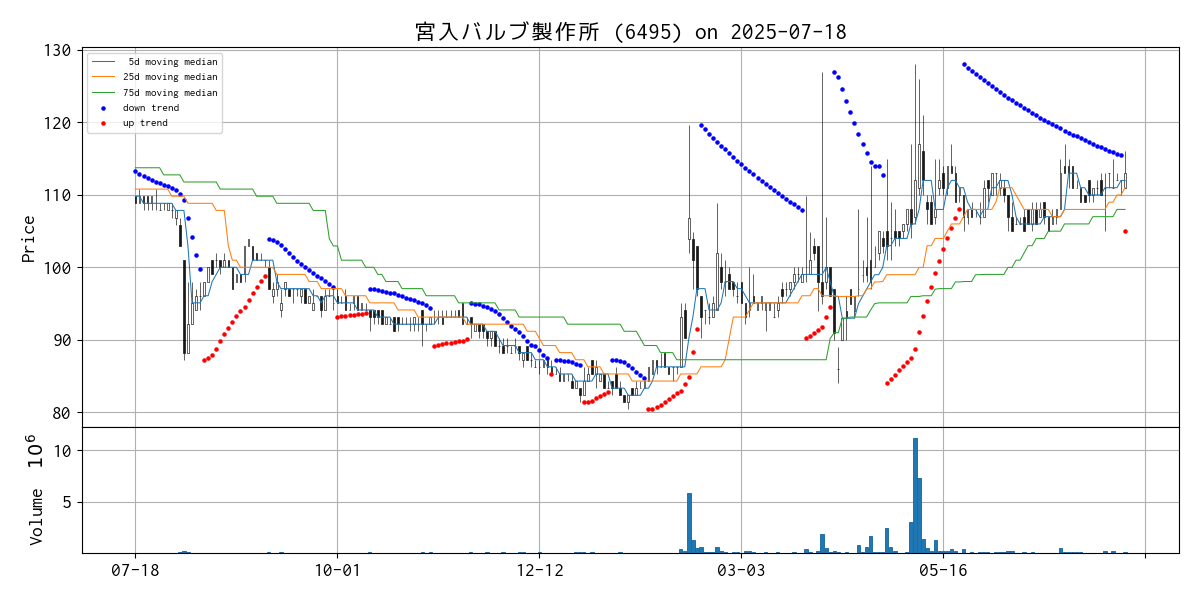 宮入バルブ製作所 (6495) on 2025-07-18
130
120
110
100
90
80
Price
5d moving median
25d moving median
75d moving median
down trend
up trend
10
5
Volume 10^6
07-18
10-01
12-12
03-03
05-16